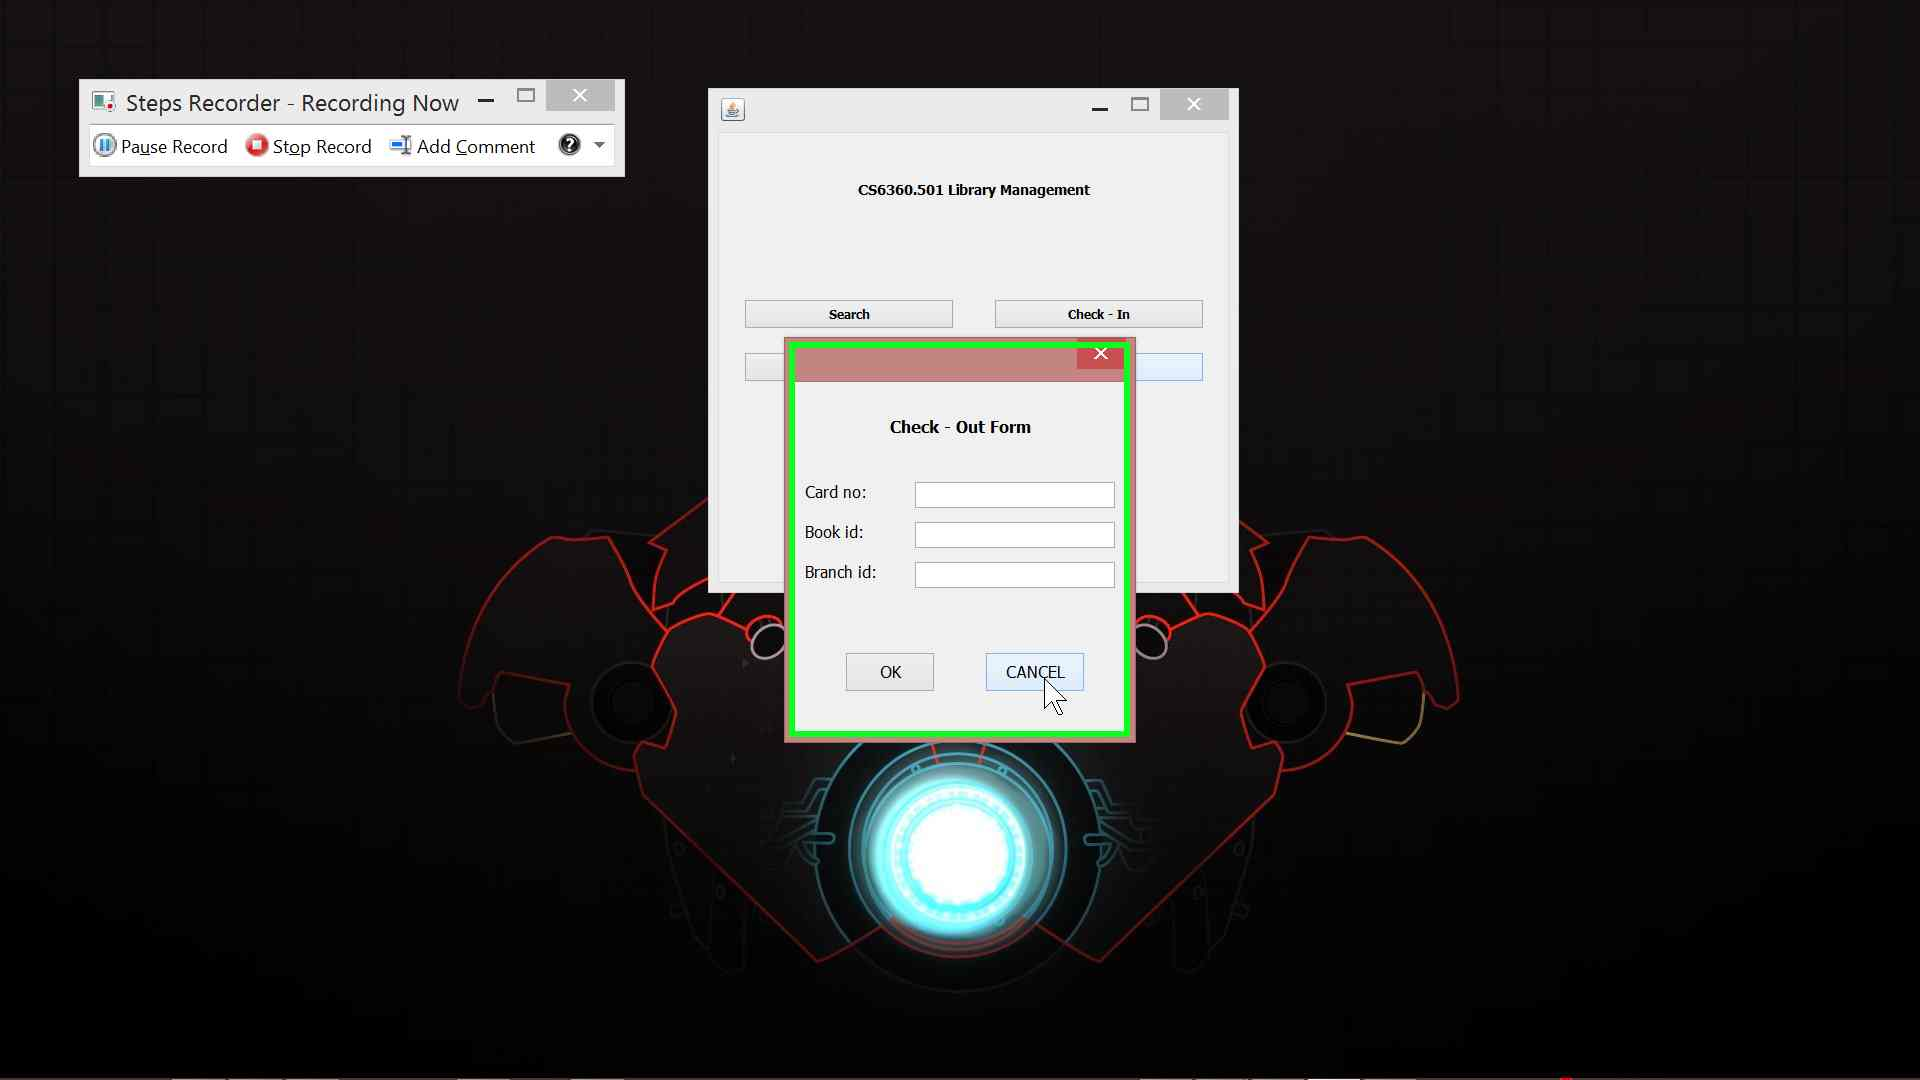 Steps Recorder - Recording Now
Pause Record Stop Record Add Comment
CS6360.501 Library Management
Search Check - In
Check - Out Form
Card no:
Book id:
Branch id:
OK CANCEL